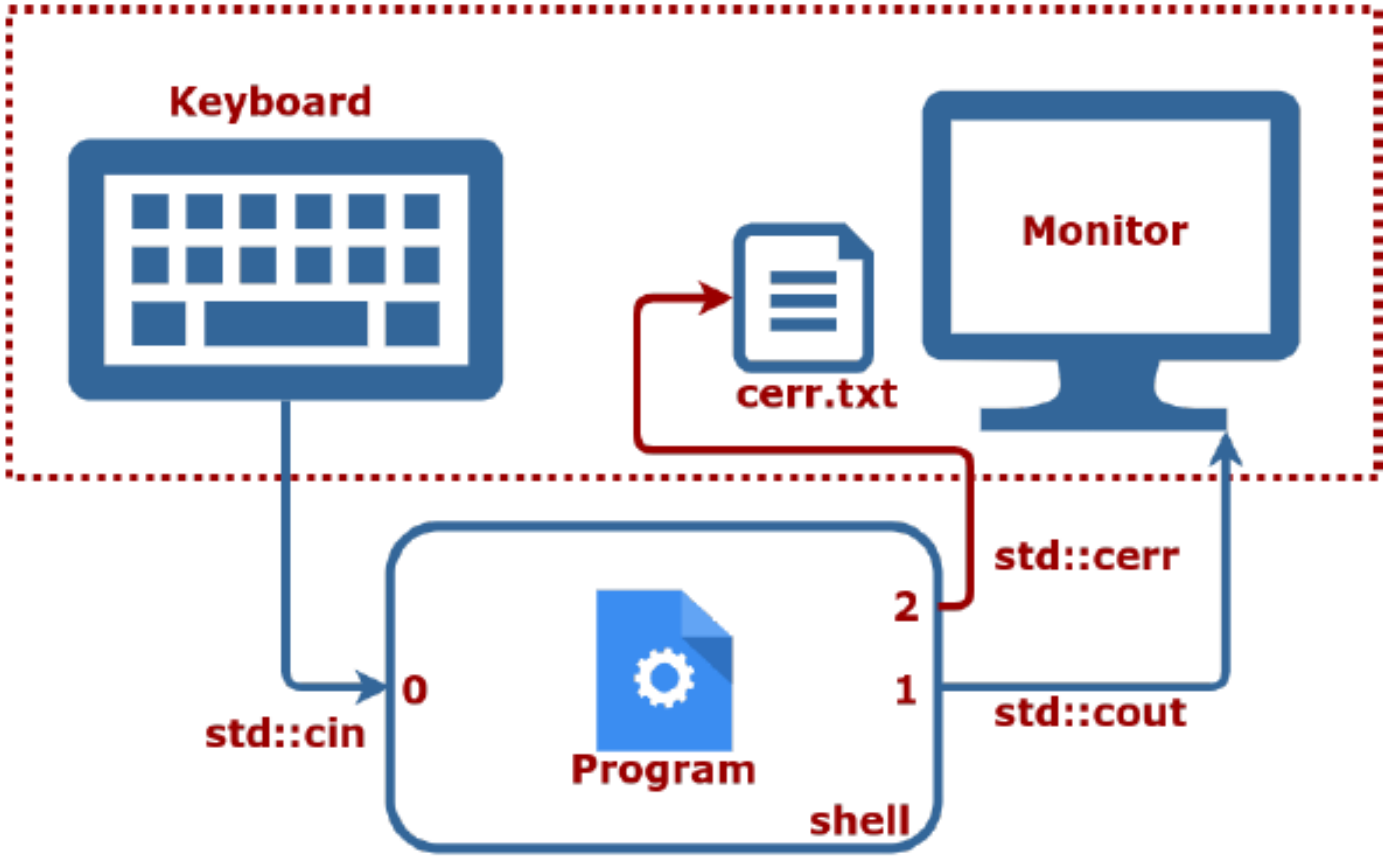 Keyboard
Monitor
cerr.txt
std::cerr
2
0
1
std::cin
std::cout
Program
shell